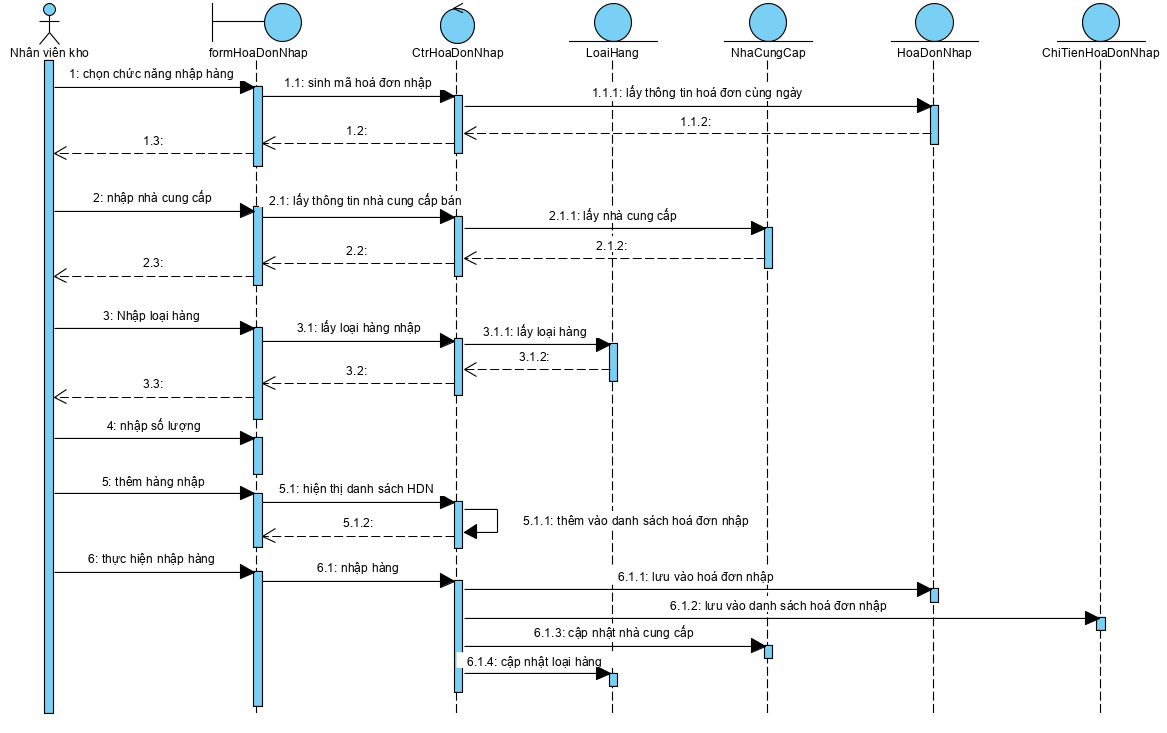 Nhân viên kho
formHoaDonNhap
CtrHoaDonNhap
LoaiHang
NhaCungCap
HoaDonNhap
ChiTienHoaDonNhap
1: chọn chức năng nhập hàng
1.1: sinh mã hoá đơn nhập
1.1.1: lấy thông tin hoá đơn cùng ngày
1.1.2:
1.2:
1.3:
2: nhập nhà cung cấp
2.1: lấy thông tin nhà cung cấp bán
2.1.1: lấy nhà cung cấp
2.1.2:
2.2:
2.3:
3: Nhập loại hàng
3.1: lấy loại hàng nhập
3.1.1: lấy loại hàng
3.1.2:
3.2:
3.3:
4: nhập số lượng
5: thêm hàng nhập
5.1: hiện thị danh sách HDN
5.1.1: thêm vào danh sách hoá đơn nhập
5.1.2:
6: thực hiện nhập hàng
6.1: nhập hàng
6.1.1: lưu vào hoá đơn nhập
6.1.2: lưu vào danh sách hoá đơn nhập
6.1.3: cập nhật nhà cung cấp
6.1.4: cập nhật loại hàng